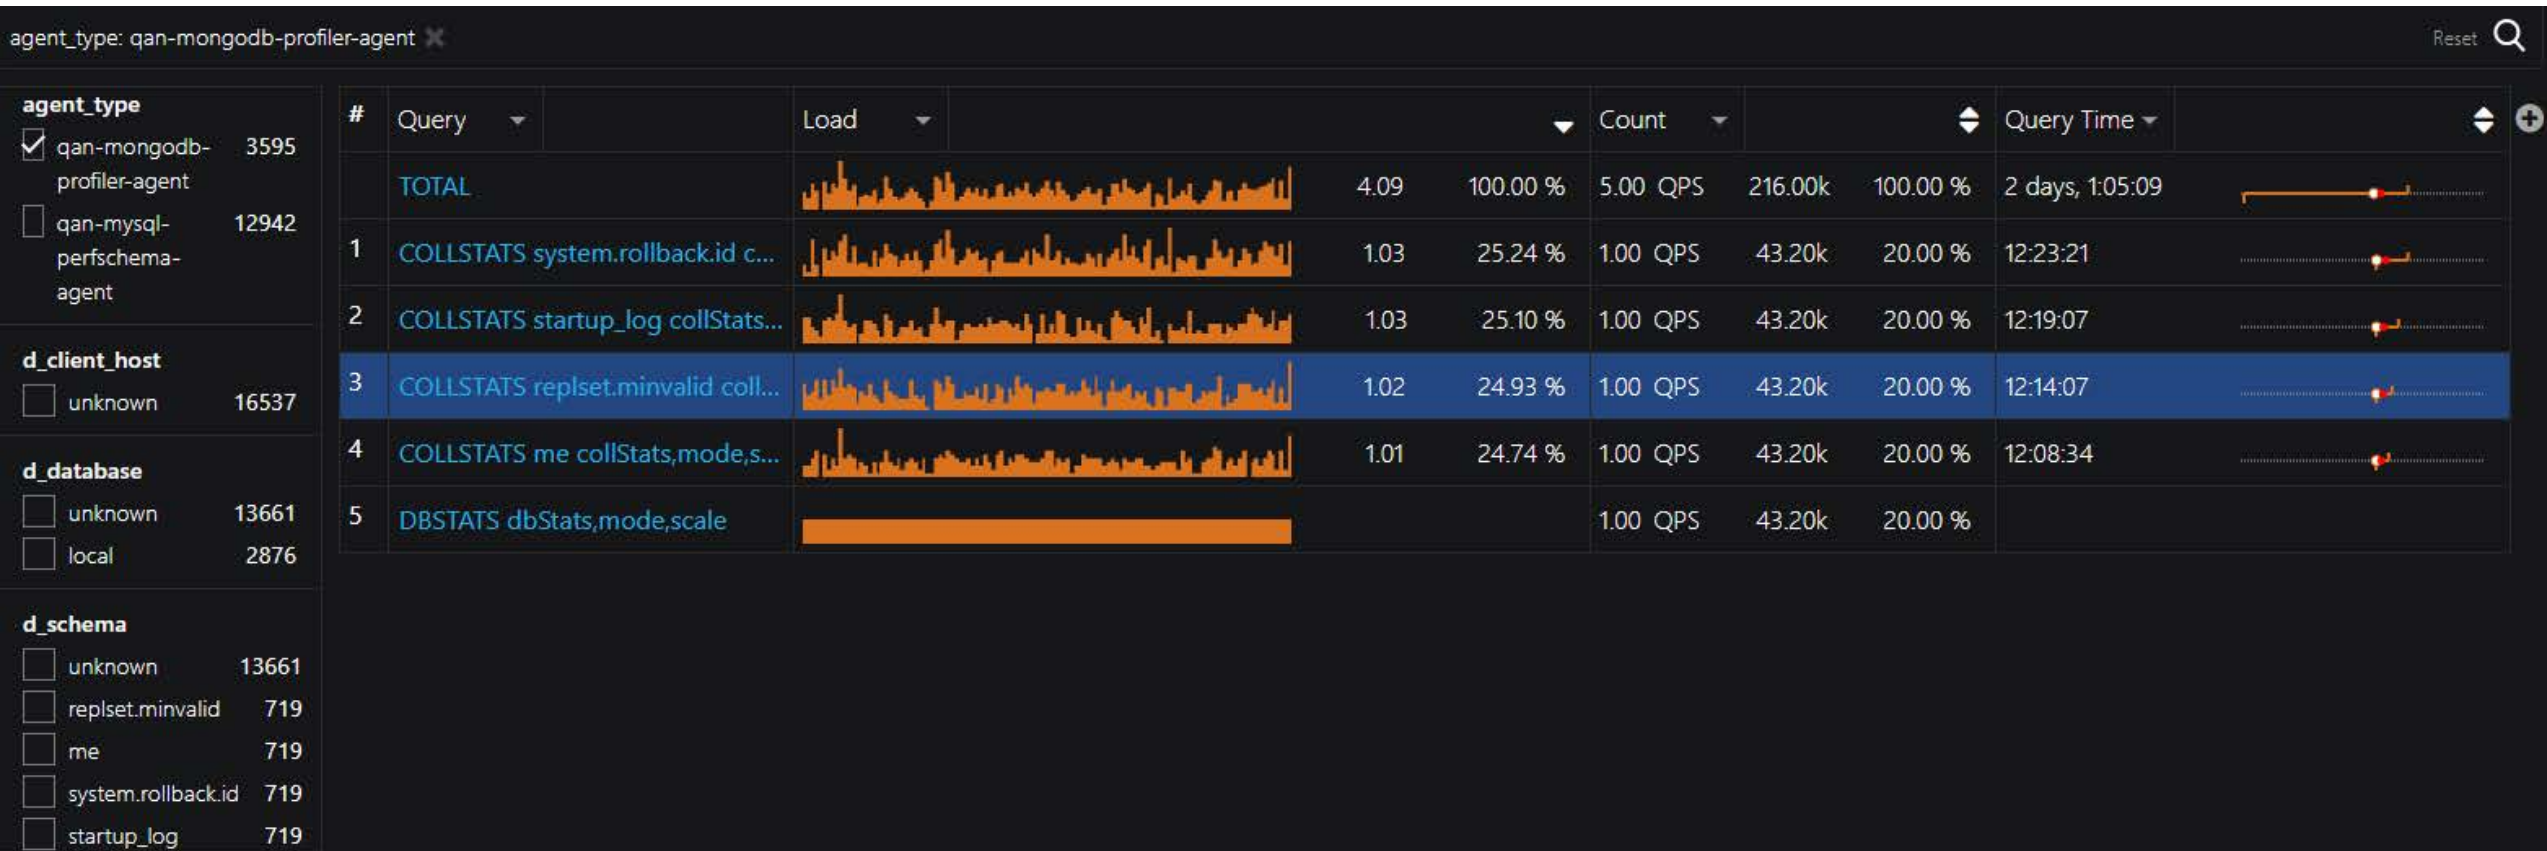 agent_type: qan-mongodb-profiler-agent
Reset
agent_type
qan-mongodb- 3595
profiler-agent
qan-mysql- 12942
perfschema-
agent
d_client_host
unknown 16537
d_database
unknown 13661
local 2876
d_schema
unknown 13661
replset.minvalid 719
me 719
system.rollback.id 719
startup_log 719
# Query Load Count Query Time
TOTAL 4.09 100.00 % 5.00 QPS 216.00k 100.00 % 2 days, 1:05:09
1 COLLSTATS system.rollback.id c... 1.03 25.24 % 1.00 QPS 43.20k 20.00 % 12:23:21
2 COLLSTATS startup_log collStats... 1.03 25.10 % 1.00 QPS 43.20k 20.00 % 12:19:07
3 COLLSTATS replset.minvalid coll... 1.02 24.93 % 1.00 QPS 43.20k 20.00 % 12:14:07
4 COLLSTATS me collStats,mode,s... 1.01 24.74 % 1.00 QPS 43.20k 20.00 % 12:08:34
5 DBSTATS dbStats,mode,scale 1.00 QPS 43.20k 20.00 %